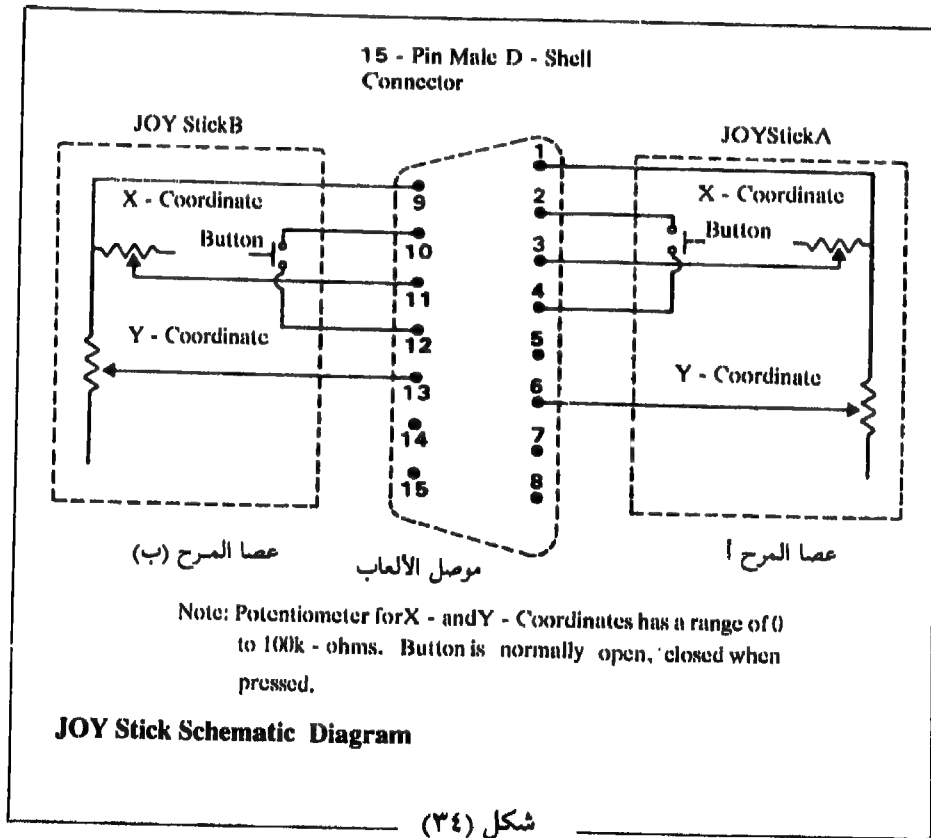 15 - Pin Male D - Shell
Connector
JOY StickB
JOYStickA
X - Coordinate
Button
Y - Coordinate
9
10
11
12
13
14
15
1
2
3
4
5
6
7
8
X - Coordinate
Button
Y - Coordinate
عصا المرح (ب)
موصل الألعاب
عصا المرح أ
Note: Potentiometer forX - andY - Coordinates has a range of 0
to 100k - ohms. Button is normally open, closed when
pressed.
JOY Stick Schematic Diagram
شكل (٣٤)